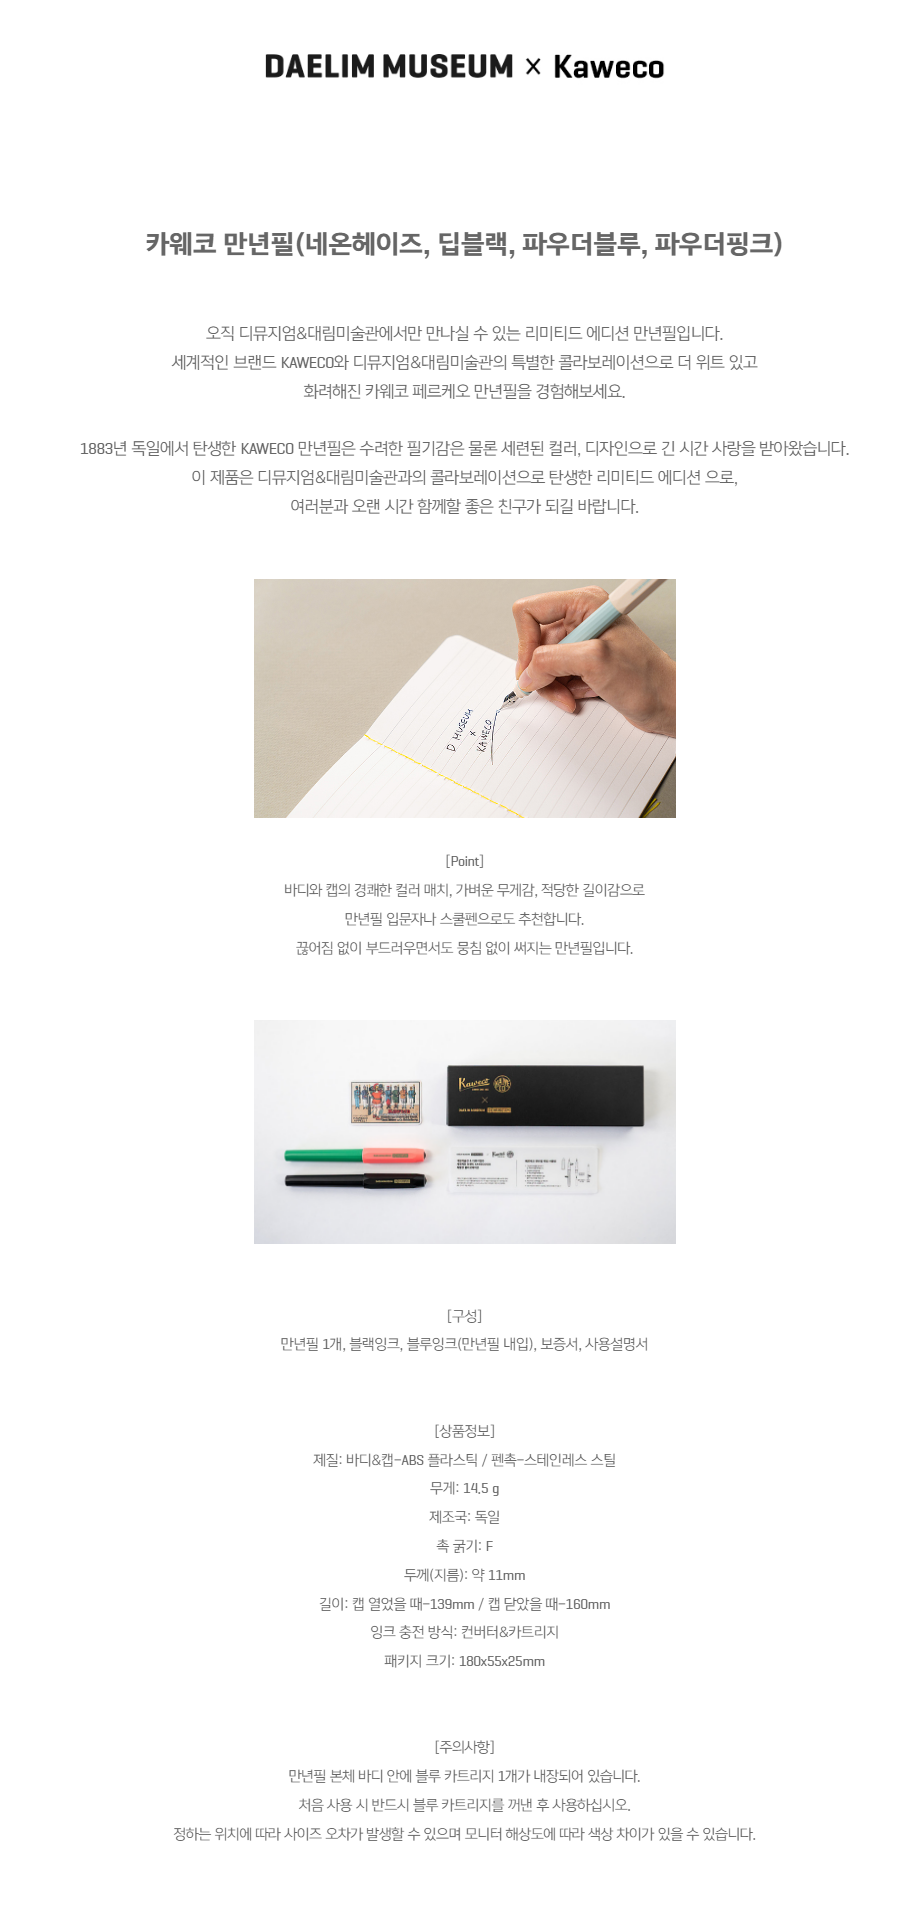 DAELIM MUSEUM × Kaweco
카웨코 만년필(네온헤이즈, 딥블랙, 파우더블루, 파우더핑크)
오직 디뮤지엄&대림미술관에서만 만나실 수 있는 리미티드 에디션 만년필입니다.
세계적인 브랜드 KAWECO와 디뮤지엄&대림미술관의 특별한 콜라보레이션으로 더 위트 있고
화려해진 카웨코 페르케오 만년필을 경험해보세요.
1883년 독일에서 탄생한 KAWECO 만년필은 수려한 필기감은 물론 세련된 컬러, 디자인으로 긴 시간 사랑을 받아왔습니다.
이 제품은 디뮤지엄&대림미술관과의 콜라보레이션으로 탄생한 리미티드 에디션 으로,
여러분과 오랜 시간 함께할 좋은 친구가 되길 바랍니다.
D MUSEUM
×
KAWECO
[Point]
바디와 캡의 경쾌한 컬러 매치, 가벼운 무게감, 적당한 길이감으로
만년필 입문자나 스쿨펜으로도 추천합니다.
끊어짐 없이 부드러우면서도 뭉침 없이 써지는 만년필입니다.
Kaweco
×
[구성]
만년필 1개, 블랙잉크, 블루잉크(만년필 내입), 보증서, 사용설명서
[상품정보]
제질: 바디&캡-ABS 플라스틱 / 펜촉-스테인레스 스틸
무게: 14.5 g
제조국: 독일
촉 굵기: F
두께(지름): 약 11mm
길이: 캡 열었을 때-139mm / 캡 닫았을 때-160mm
잉크 충전 방식: 컨버터&카트리지
패키지 크기: 180x55x25mm
[주의사항]
만년필 본체 바디 안에 블루 카트리지 1개가 내장되어 있습니다.
처음 사용 시 반드시 블루 카트리지를 꺼낸 후 사용하십시오.
정하는 위치에 따라 사이즈 오차가 발생할 수 있으며 모니터 해상도에 따라 색상 차이가 있을 수 있습니다.